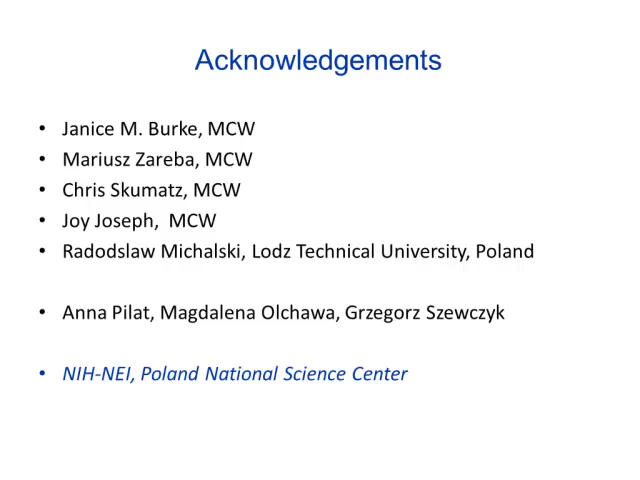 Acknowledgements
• Janice M. Burke, MCW
• Mariusz Zareba, MCW
• Chris Skumatz, MCW
• Joy Joseph,  MCW
• Radodslaw Michalski, Lodz Technical University, Poland
• Anna Pilat, Magdalena Olchawa, Grzegorz Szewczyk
• NIH-NEI, Poland National Science Center